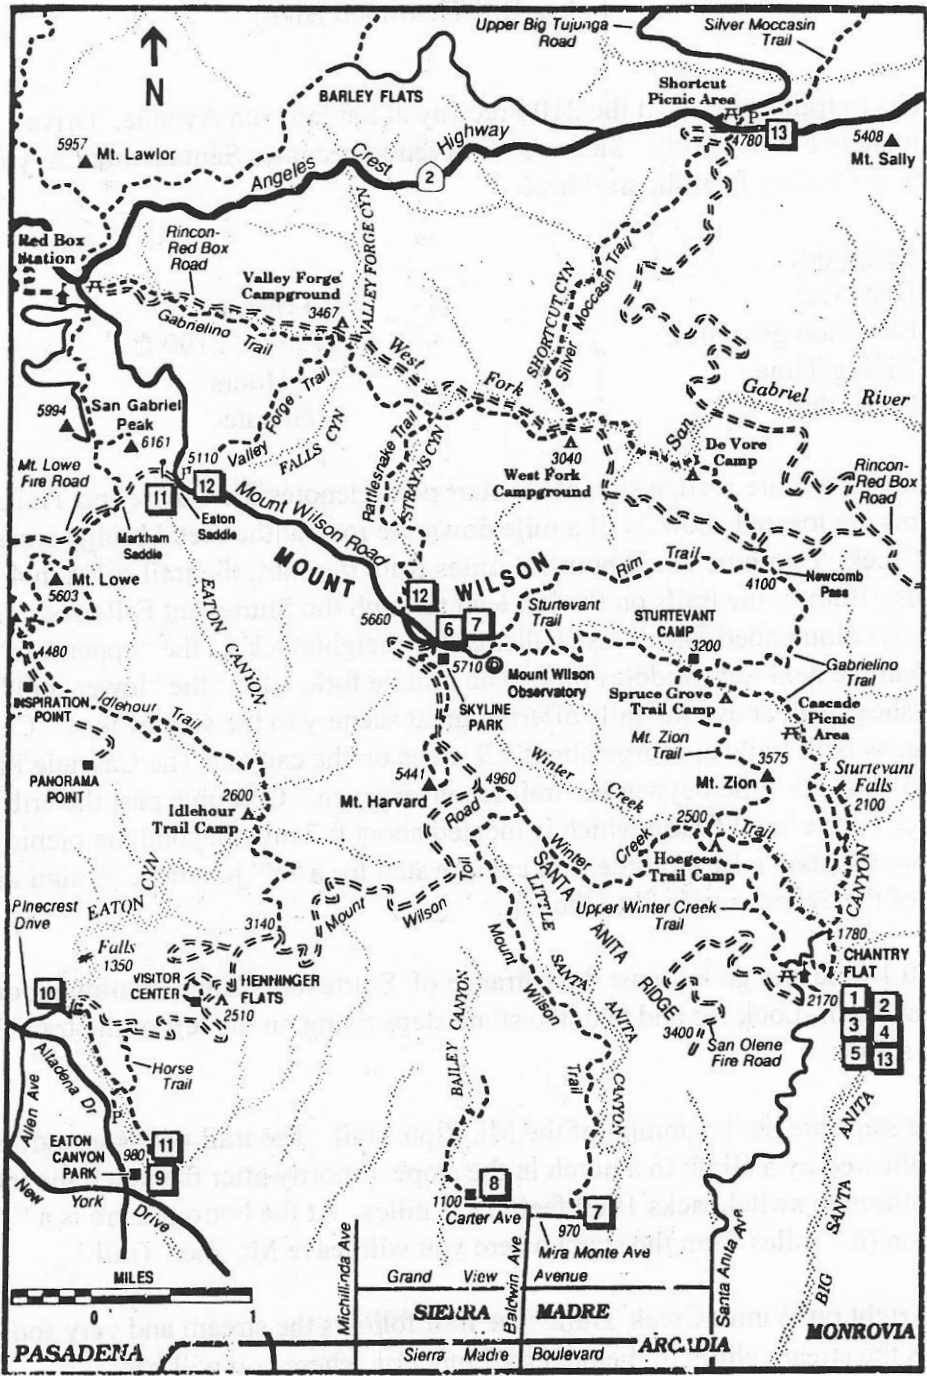 Upper Big Tujunga
Road
Silver Moccasin
Trail
N
BARLEY FLATS
Shortcut
Picnic Area
P
13
4780
5408
Mt. Sally
5957
Mt. Lawlor
Angeles
Crest
Highway
2
Red Box
Station
Rincon-
Red Box
Road
Valley Forge
Campground
3467
VALLEY FORGE CYN
Gabrielino
Trail
SHORTCUT CYN
Silver
Moccasin Trail
West
Fork
San
Gabriel
River
5994
San Gabriel
Peak
6161
Valley
Forge
Trail
FALLS CYN
Rattlesnake Trail
STRAYNS CYN
3040
West Fork
Campground
De Vore
Camp
Rincon-
Red Box
Road
Mt. Lowe
Fire Road
5110
11
12
Markham
Saddle
Eaton
Saddle
Mount Wilson Road
MOUNT
WILSON
Rim
Trail
4100
Newcomb
Pass
Mt. Lowe
5603
EATON CANYON
5660
12
6
7
Sturtevant
Trail
STURTEVANT
CAMP
3200
5710
Mount Wilson
Observatory
SKYLINE
PARK
Spruce Grove
Trail Camp
Gabrielino
Trail
Cascade
Picnic
Area
4480
INSPIRATION
POINT
Idlehour
Trail
PANORAMA
POINT
Mt. Zion
Trail
3575
Mt. Zion
Sturtevant
Falls
2100
5441
Mt. Harvard
4960
Winter
Creek
2600
Idlehour
Trail Camp
2500
Winter
Creek
Trail
Hoegees
Trail Camp
Mount
Wilson
Toll
Road
Upper Winter Creek
Trail
CANYON
EATON CYN
Pinecrest
Drive
3140
Falls
1350
VISITOR
CENTER
HENNINGER
FLATS
2510
10
LITTLE
SANTA
ANITA
CANYON
SANTA
ANITA
RIDGE
1780
CHANTRY
FLAT
2170
1
2
3
4
5
13
3400
San Olene
Fire Road
Mount
Wilson
Trail
BAILEY CANYON
Horse
Trail
Allen Ave
Altadena Dr
EATON
CANYON
PARK
980
11
9
New
York
Drive
1100
8
Carter Ave
970
7
Mira Monte Ave
Grand View Avenue
Michillinda Ave
Baldwin Ave
Santa Anita Ave
BIG
SANTA
ANITA
MILES
0
1
SIERRA MADRE
Sierra Madre Boulevard
PASADENA
ARCADIA
MONROVIA